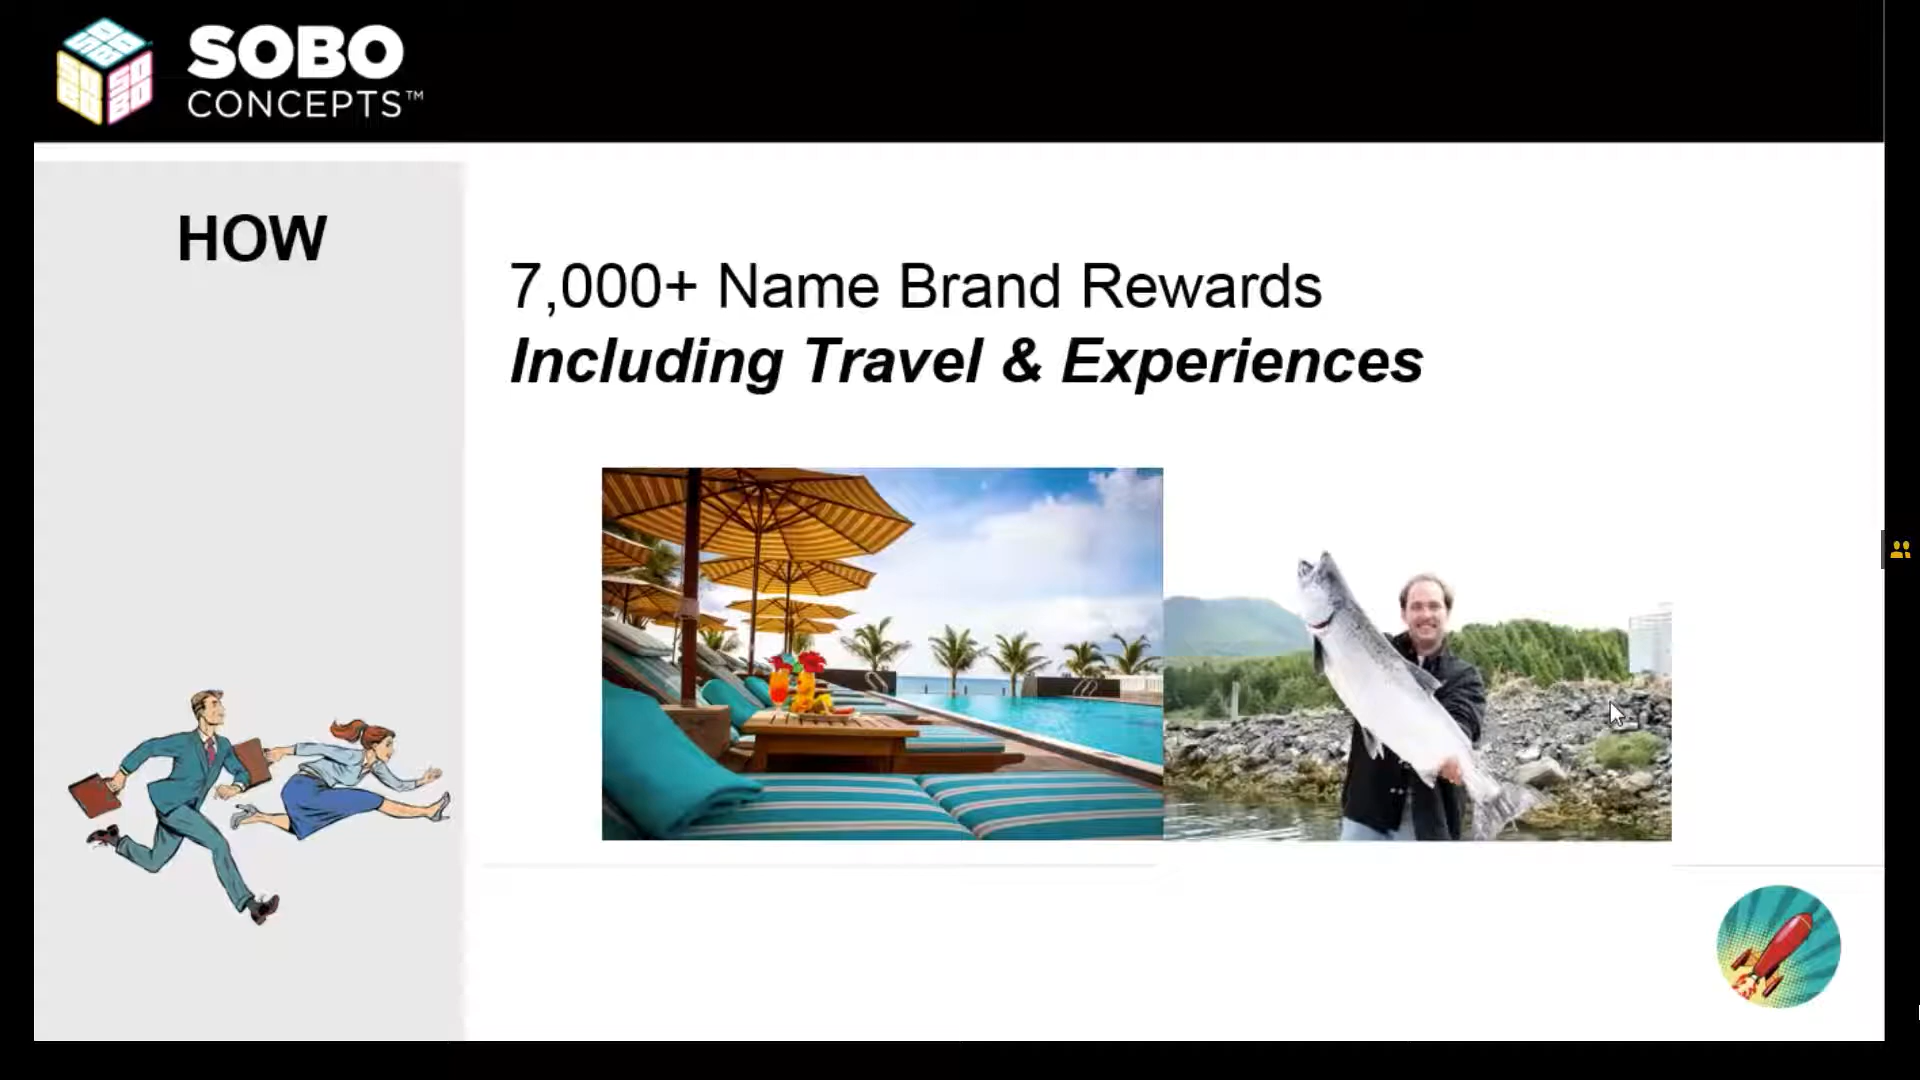 SOBO
CONCEPTS™
HOW
7,000+ Name Brand Rewards
Including Travel & Experiences